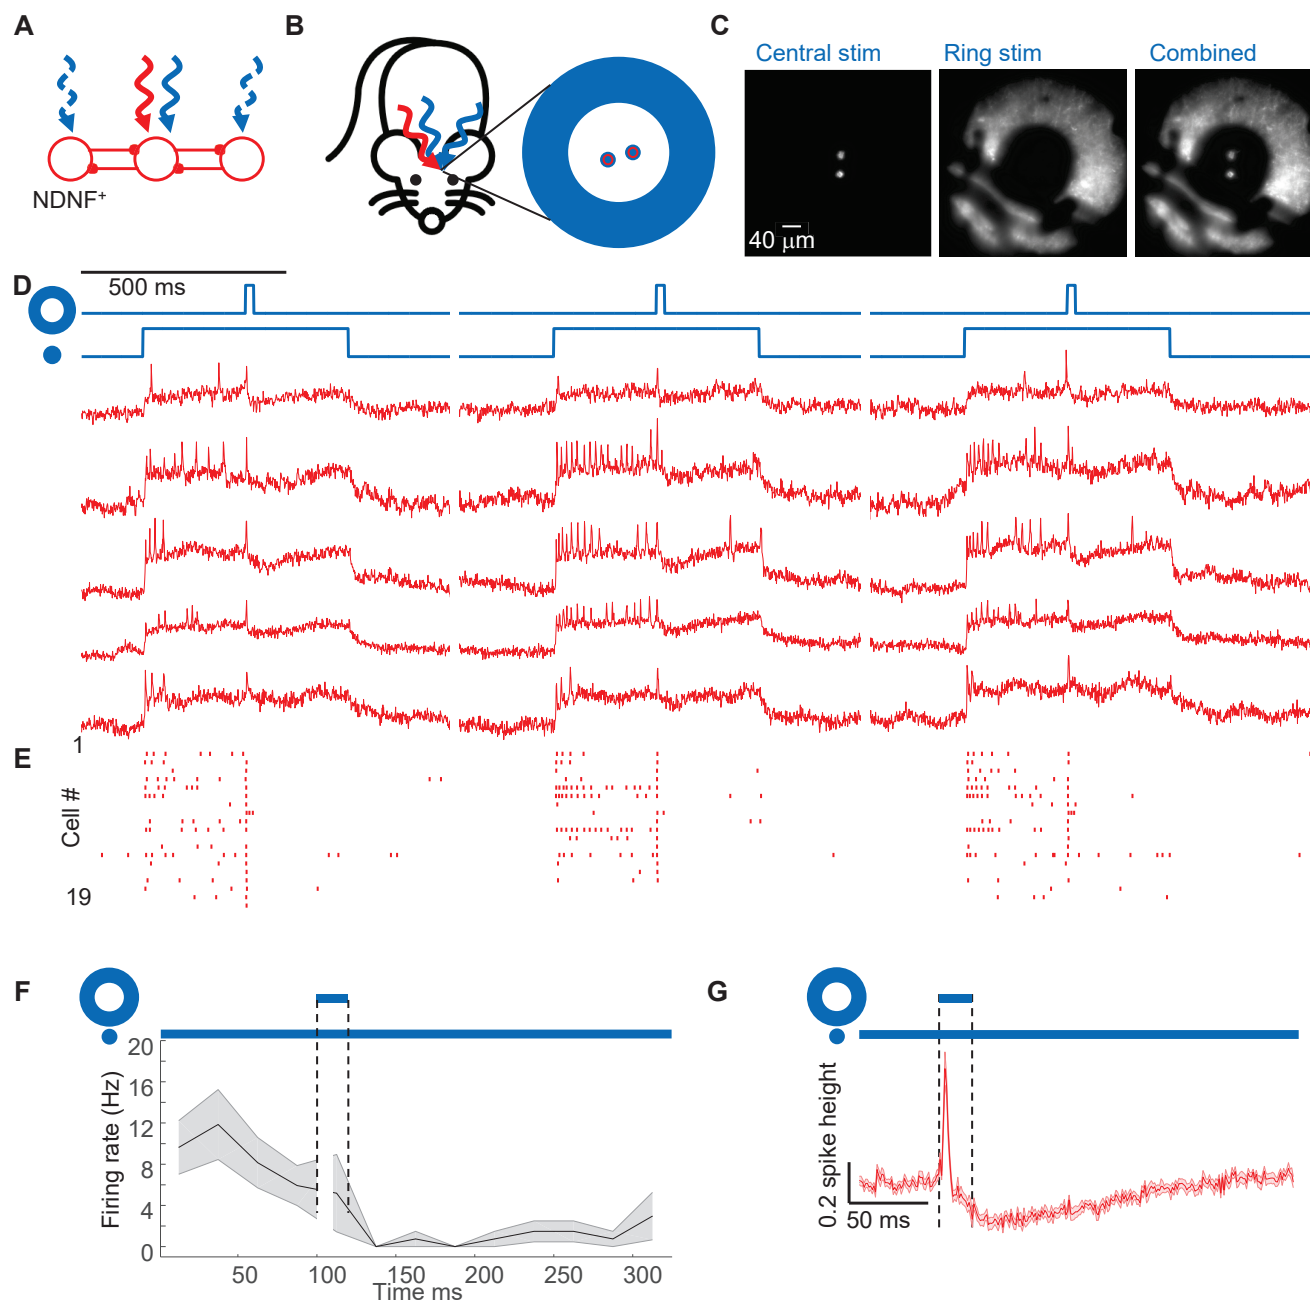 A
B
C
Central stim
Ring stim
Combined
NDNF+
40 μm
D
500 ms
1
E
Cell #
19
F
G
20
16
12
8
4
0
Firing rate (Hz)
50
100
150
200
250
300
Time ms
0.2 spike height
50 ms